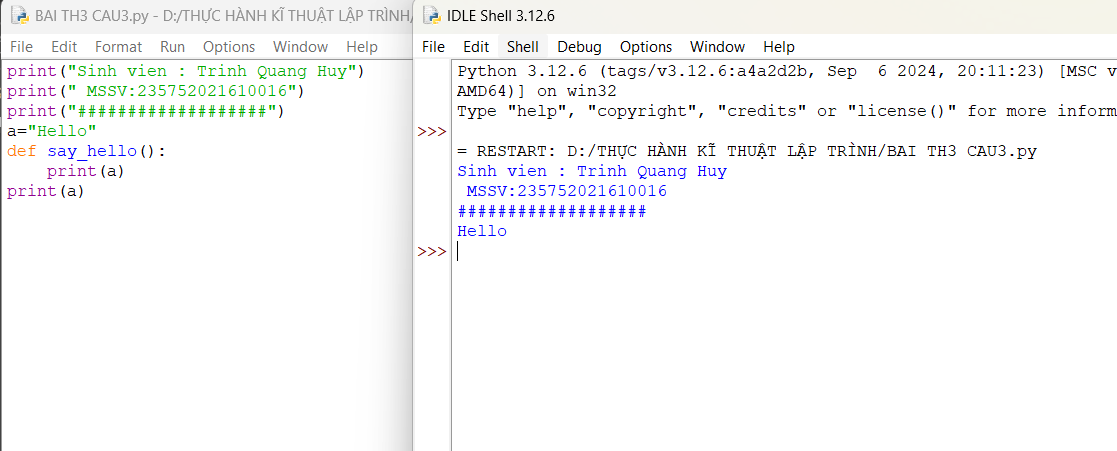 BAI TH3 CAU3.py - D:/THỰC HÀNH KĨ THUẬT LẬP TRÌNH/
File Edit Format Run Options Window Help
print("Sinh vien : Trinh Quang Huy")
print(" MSSV:235752021610016")
print("###################")
a="Hello"
def say_hello():
    print(a)
print(a)
IDLE Shell 3.12.6
File Edit Shell Debug Options Window Help
Python 3.12.6 (tags/v3.12.6:a4a2d2b, Sep  6 2024, 20:11:23) [MSC v
AMD64)] on win32
Type "help", "copyright", "credits" or "license()" for more inform
>>>
= RESTART: D:/THỰC HÀNH KĨ THUẬT LẬP TRÌNH/BAI TH3 CAU3.py
Sinh vien : Trinh Quang Huy
 MSSV:235752021610016
###################
Hello
>>>